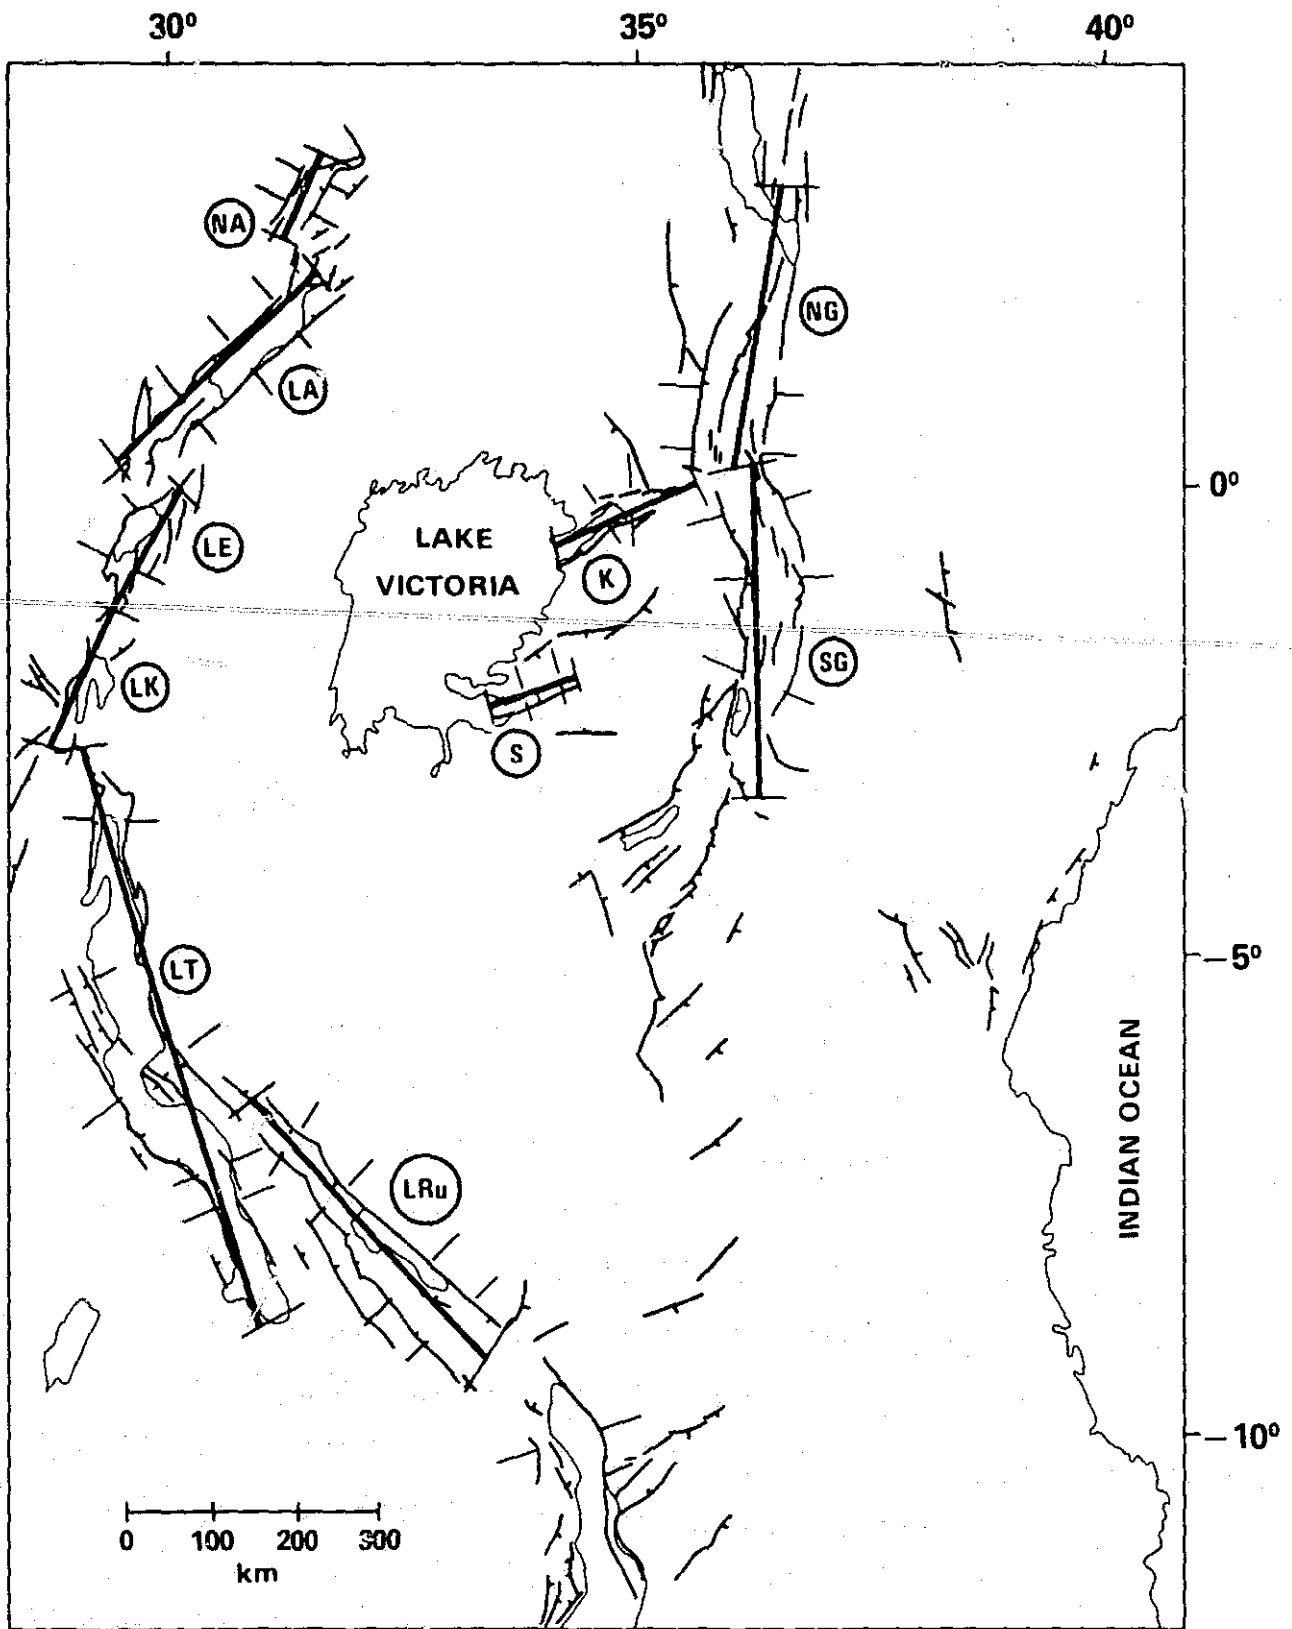 30° 35° 40°
NA
NG
LA
0°
LE
LAKE
VICTORIA
K
LK
SG
S
LT
–5°
INDIAN OCEAN
LRu
–10°
0 100 200 300
km